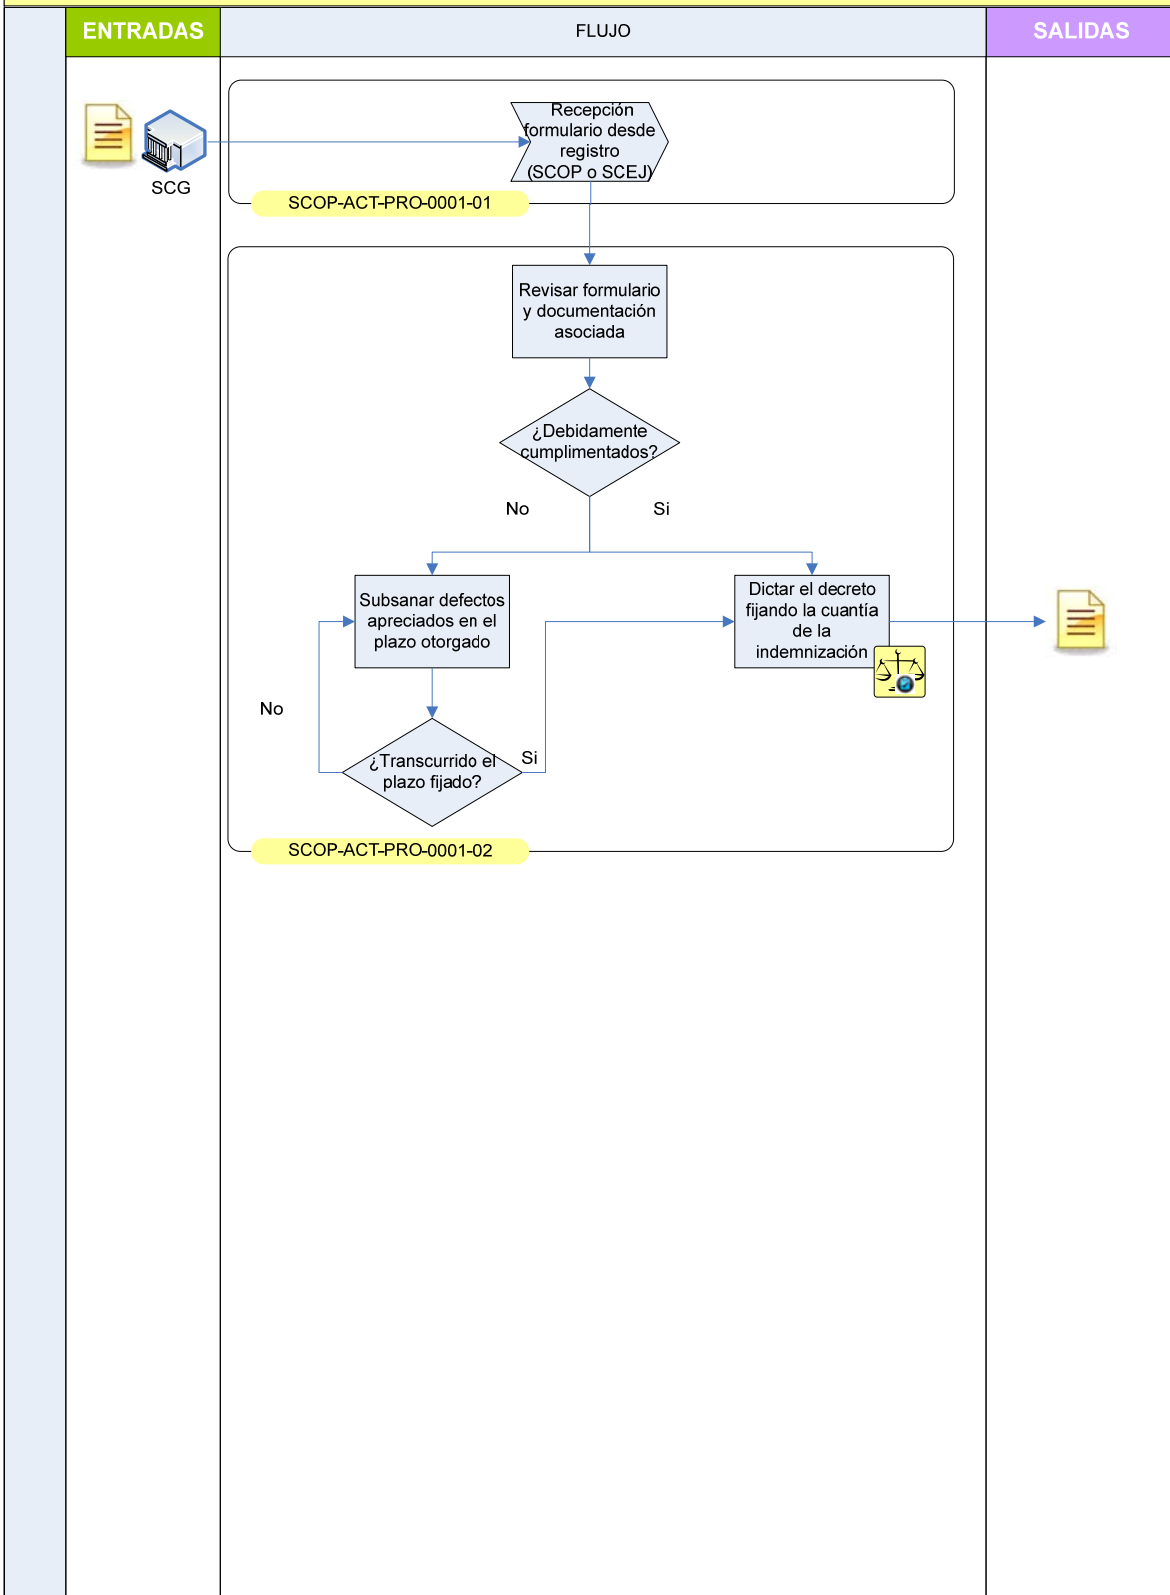 ENTRADAS
FLUJO
SALIDAS
Recepción
formulario desde
registro
(SCOP o SCEJ)
SCG
SCOP-ACT-PRO-0001-01
Revisar formulario
y documentación
asociada
¿Debidamente
cumplimentados?
No
Si
Subsanar defectos
apreciados en el
plazo otorgado
Dictar el decreto
fijando la cuantía
de la
indemnización
No
¿Transcurrido el
plazo fijado?
Si
SCOP-ACT-PRO-0001-02